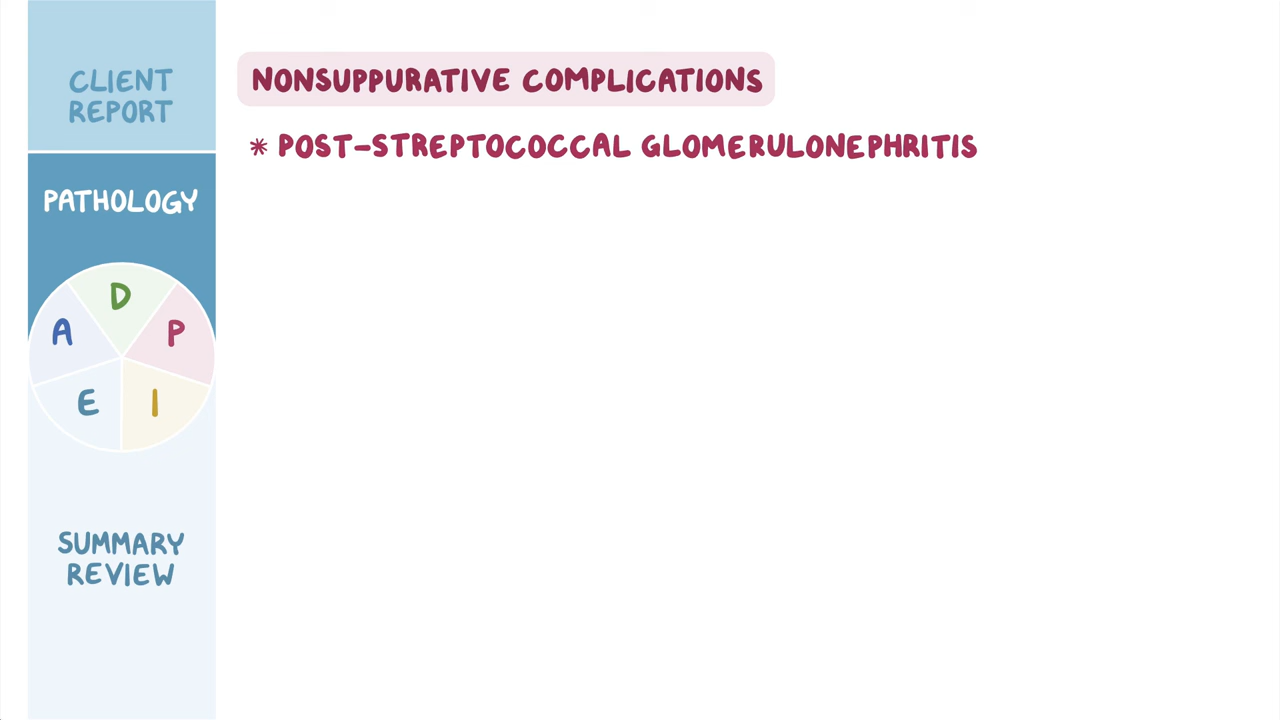 CLIENT
REPORT
PATHOLOGY
D
A
P
E
I
SUMMARY
REVIEW
NONSUPPURATIVE COMPLICATIONS
* POST-STREPTOCOCCAL GLOMERULONEPHRITIS